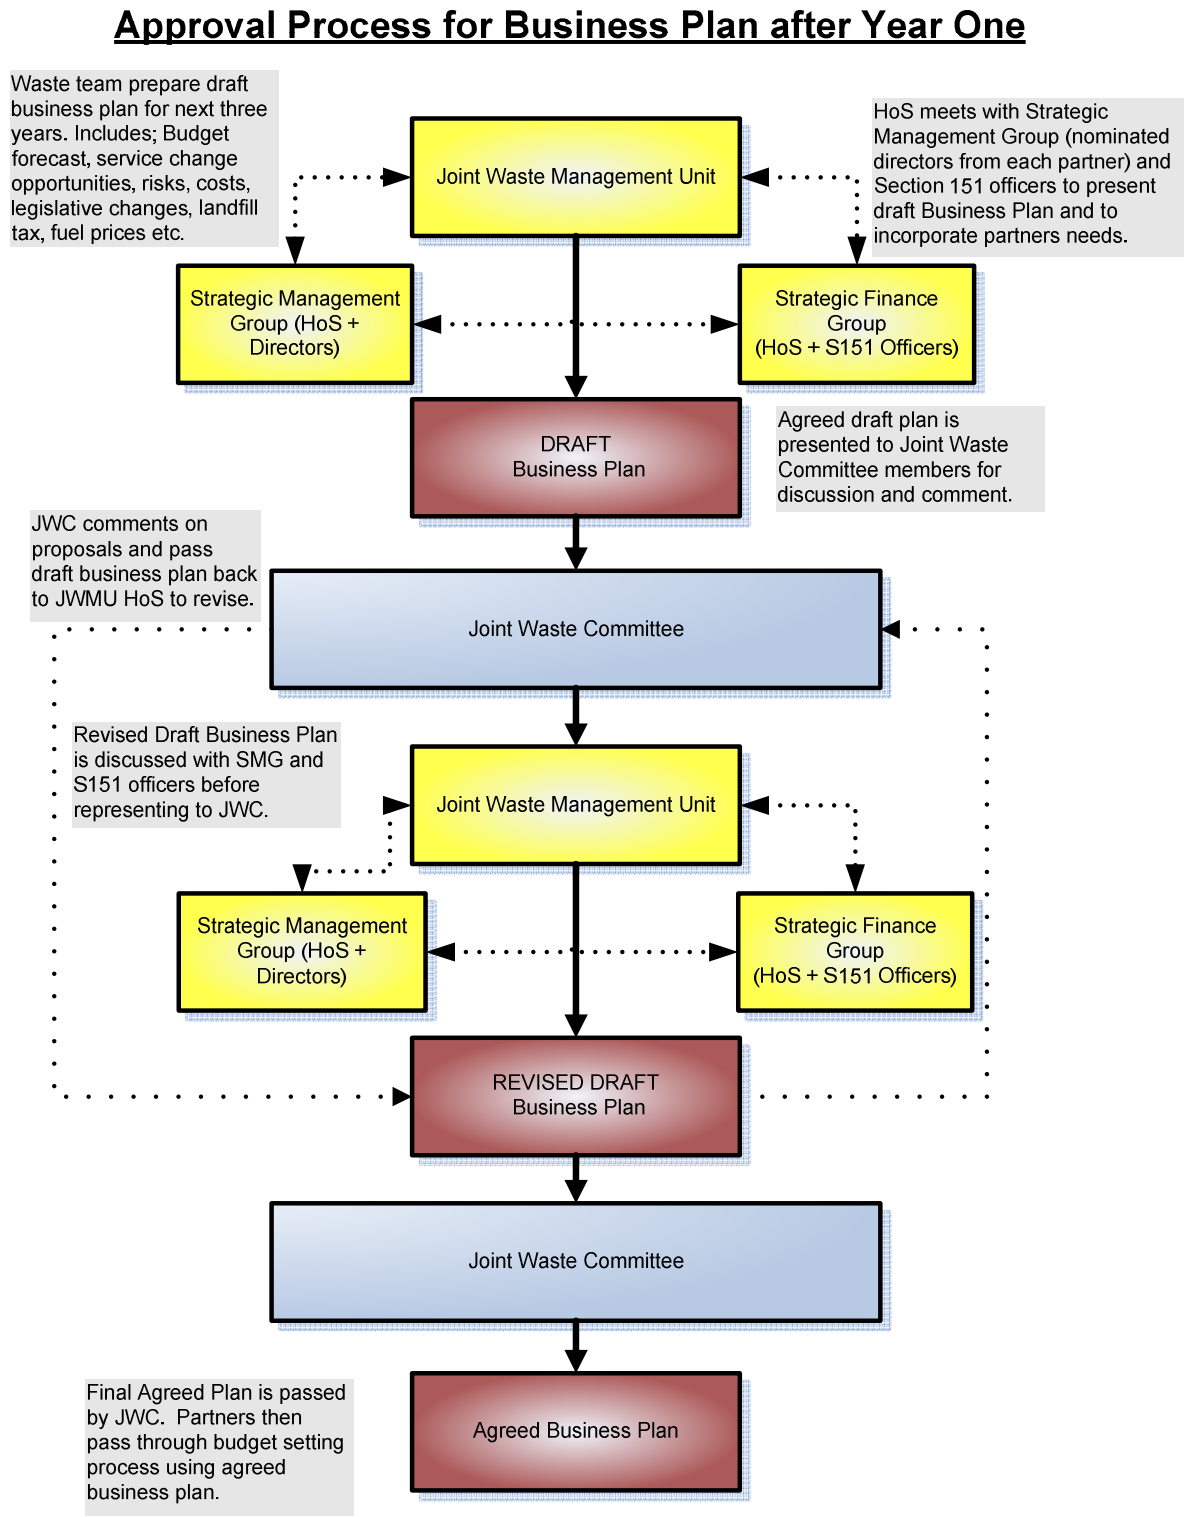 Approval Process for Business Plan after Year One
Waste team prepare draft
business plan for next three
years. Includes; Budget
forecast, service change
opportunities, risks, costs,
legislative changes, landfill
tax, fuel prices etc.
Joint Waste Management Unit
HoS meets with Strategic
Management Group (nominated
directors from each partner) and
Section 151 officers to present
draft Business Plan and to
incorporate partners needs.
Strategic Management
Group (HoS +
Directors)
Strategic Finance
Group
(HoS + S151 Officers)
DRAFT
Business Plan
Agreed draft plan is
presented to Joint Waste
Committee members for
discussion and comment.
JWC comments on
proposals and pass
draft business plan back
to JWMU HoS to revise.
Joint Waste Committee
Revised Draft Business Plan
is discussed with SMG and
S151 officers before
representing to JWC.
Joint Waste Management Unit
Strategic Management
Group (HoS +
Directors)
Strategic Finance
Group
(HoS + S151 Officers)
REVISED DRAFT
Business Plan
Joint Waste Committee
Final Agreed Plan is passed
by JWC.  Partners then
pass through budget setting
process using agreed
business plan.
Agreed Business Plan